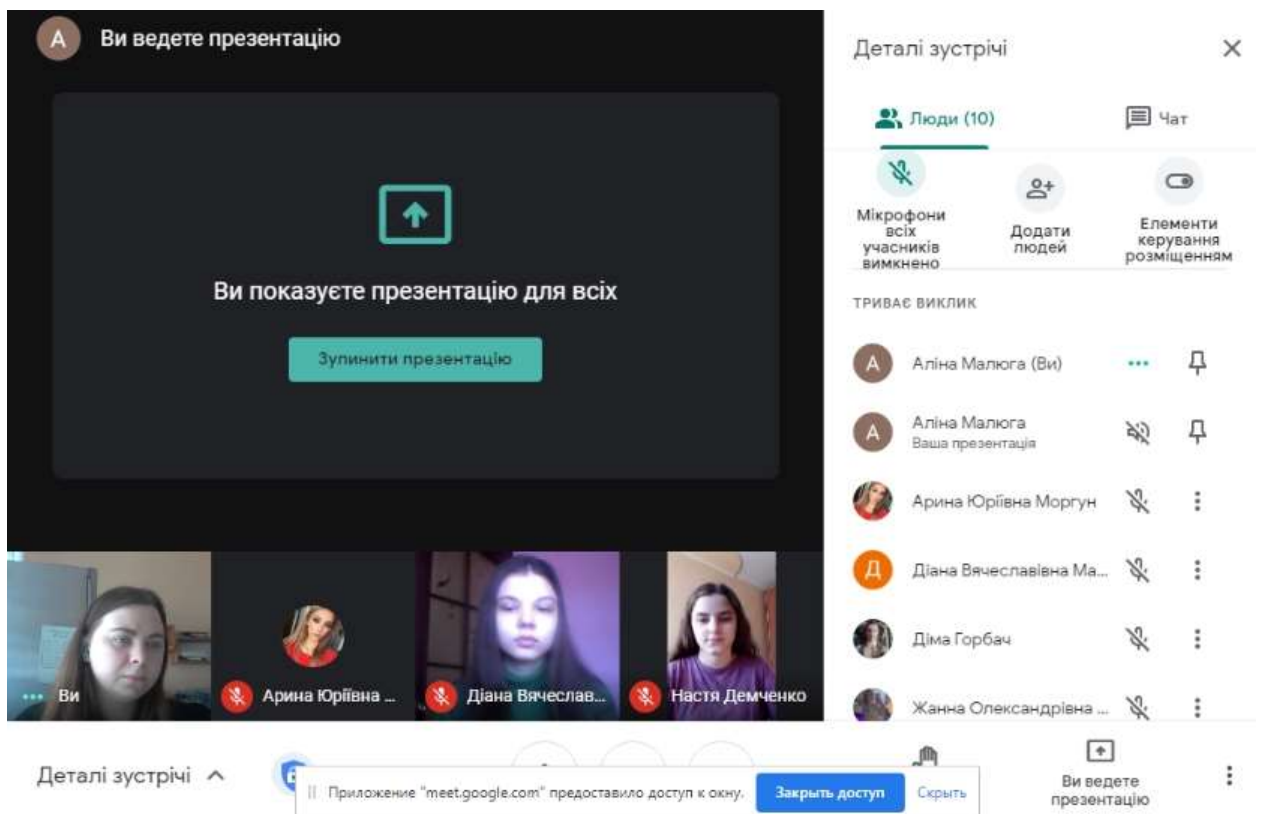 А
Ви ведете презентацію
Ви показуєте презентацію для всіх
Зупинити презентацію
Ви
Арина Юріївна ...
Діана Вячеслав...
Настя Демченко
Деталі зустрічі
Люди (10)
Чат
Мікрофони
всіх
учасників
вимкнено
Додати
людей
Елементи
керування
розміщенням
ТРИВАЄ ВИКЛИК
А
Аліна Малюга (Ви)
А
Аліна Малюга
Ваша презентація
Арина Юріївна Моргун
Д
Діана Вячеславівна Ма...
Діма Горбач
Жанна Олександрівна ...
Деталі зустрічі
Приложение "meet.google.com" предоставило доступ к окну.
Закрыть доступ
Скрыть
Ви ведете
презентацію